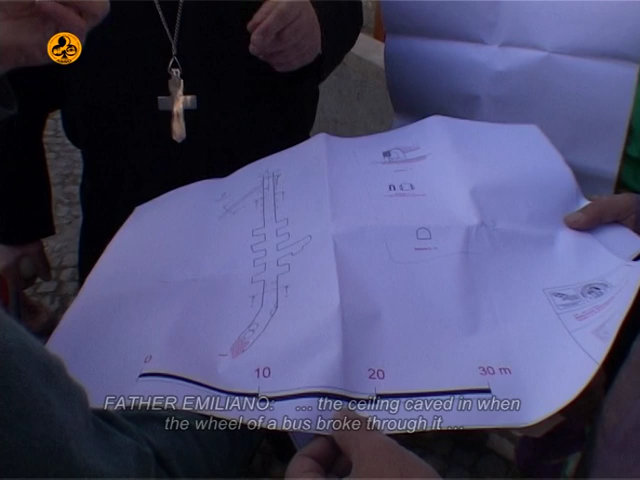 0
10
20
30 m
FATHER EMILIANO: ... the ceiling caved in when
the wheel of a bus broke through it ...